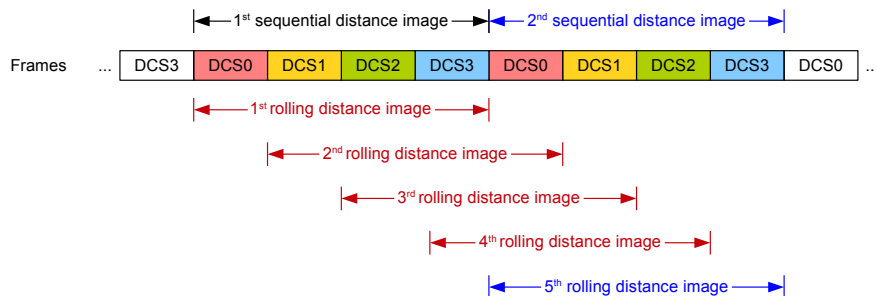 1st sequential distance image 2nd sequential distance image
Frames ... DCS3 DCS0 DCS1 DCS2 DCS3 DCS0 DCS1 DCS2 DCS3 DCS0 ..
1st rolling distance image
2nd rolling distance image
3rd rolling distance image
4th rolling distance image
5th rolling distance image